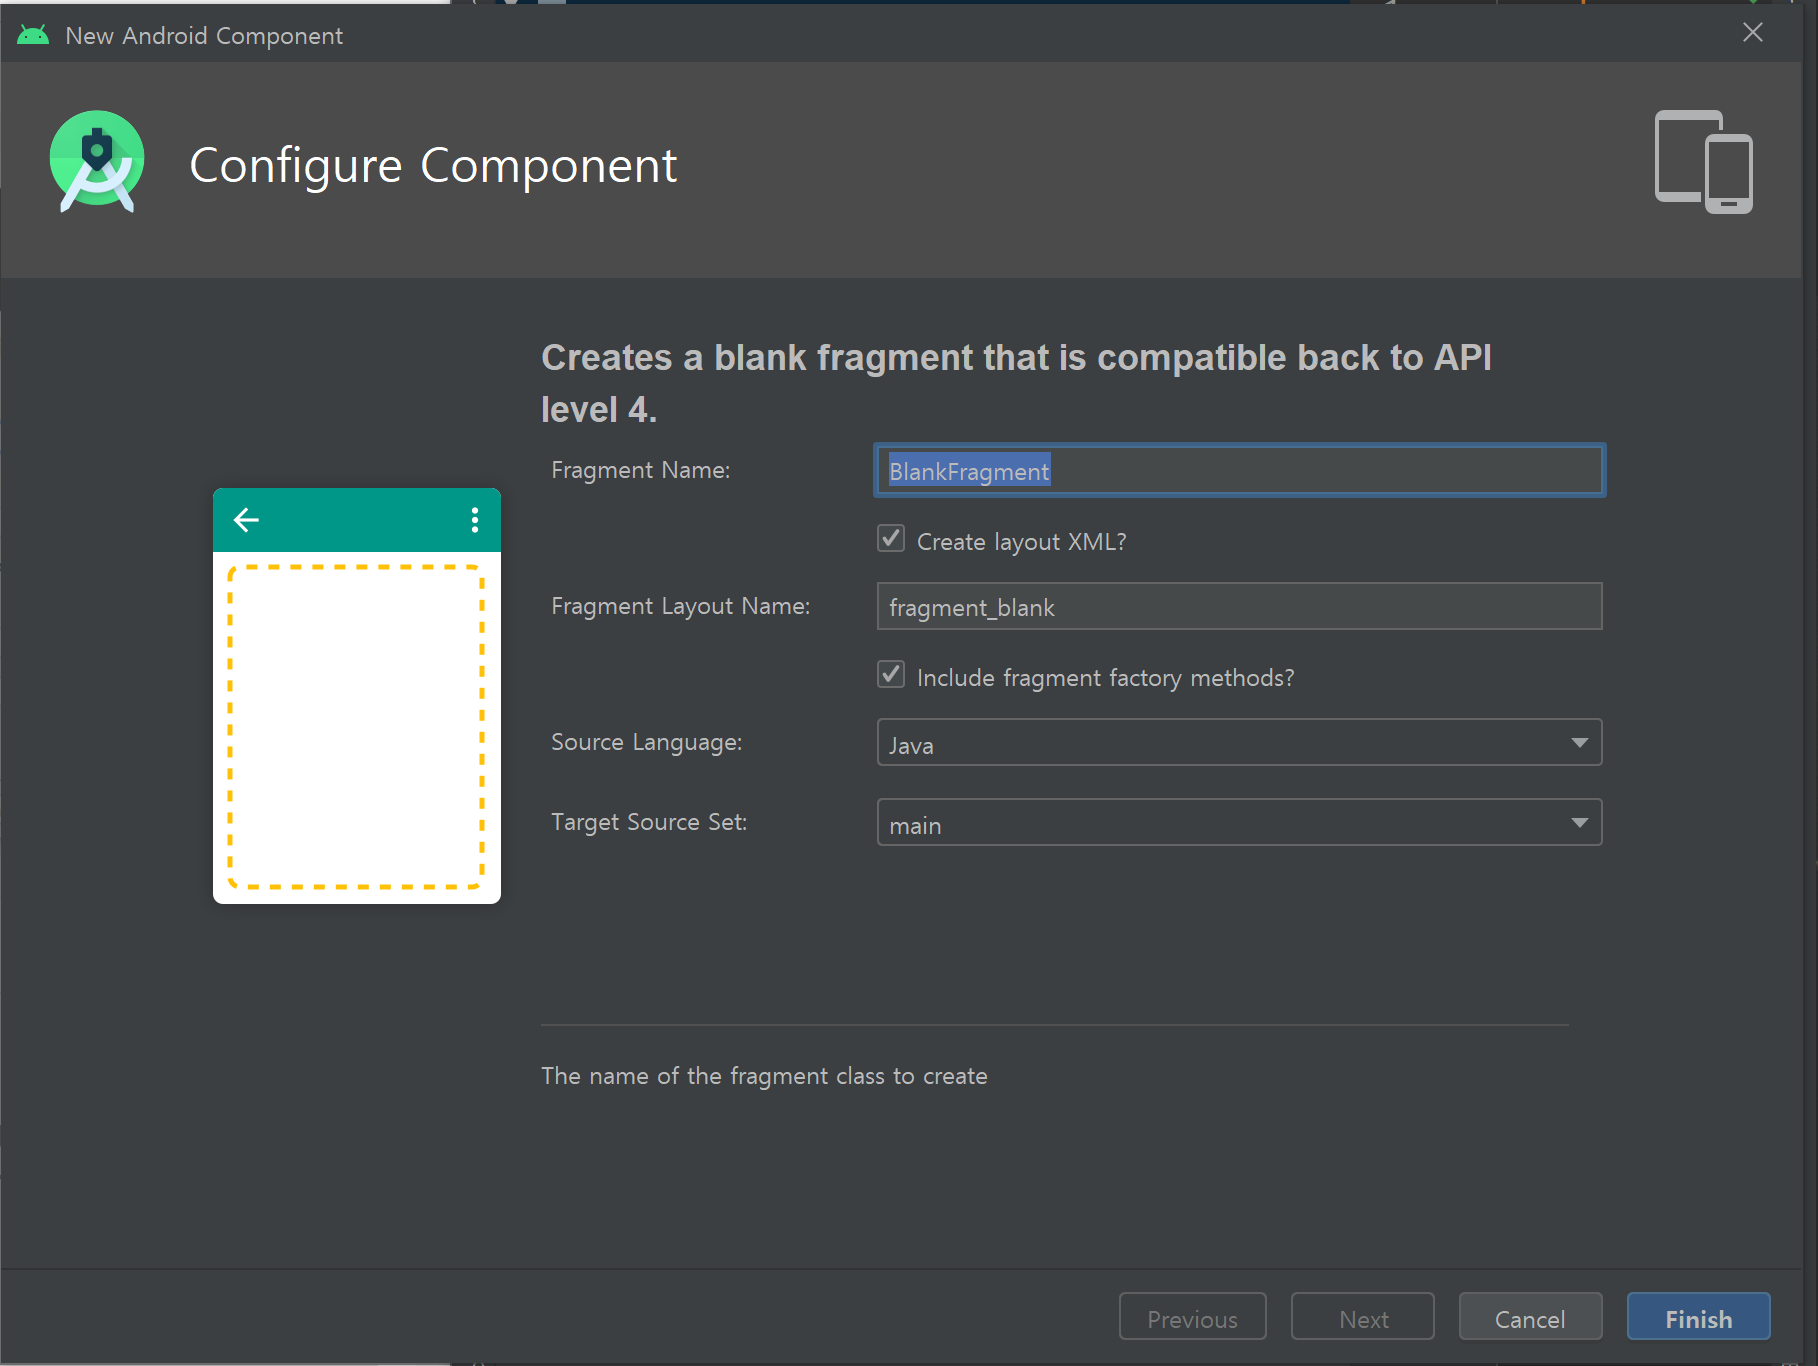 New Android Component
Configure Component
Creates a blank fragment that is compatible back to API
level 4.
Fragment Name:
BlankFragment
Create layout XML?
Fragment Layout Name:
fragment_blank
Include fragment factory methods?
Source Language:
Java
Target Source Set:
main
The name of the fragment class to create
Previous
Next
Cancel
Finish